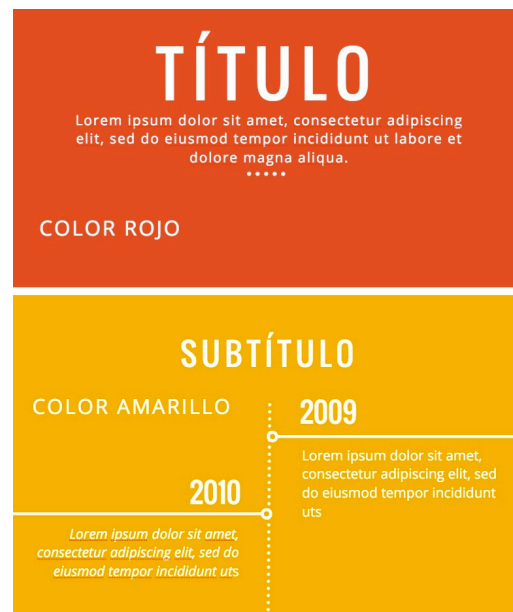 TÍTULO
Lorem ipsum dolor sit amet, consectetur adipiscing
elit, sed do eiusmod tempor incididunt ut labore et
dolore magna aliqua.
COLOR ROJO
SUBTÍTULO
COLOR AMARILLO
2009
Lorem ipsum dolor sit amet,
consectetur adipiscing elit, sed
do eiusmod tempor incididunt
uts
2010
Lorem ipsum dolor sit amet,
consectetur adipiscing elit, sed do
eiusmod tempor incididunt uts